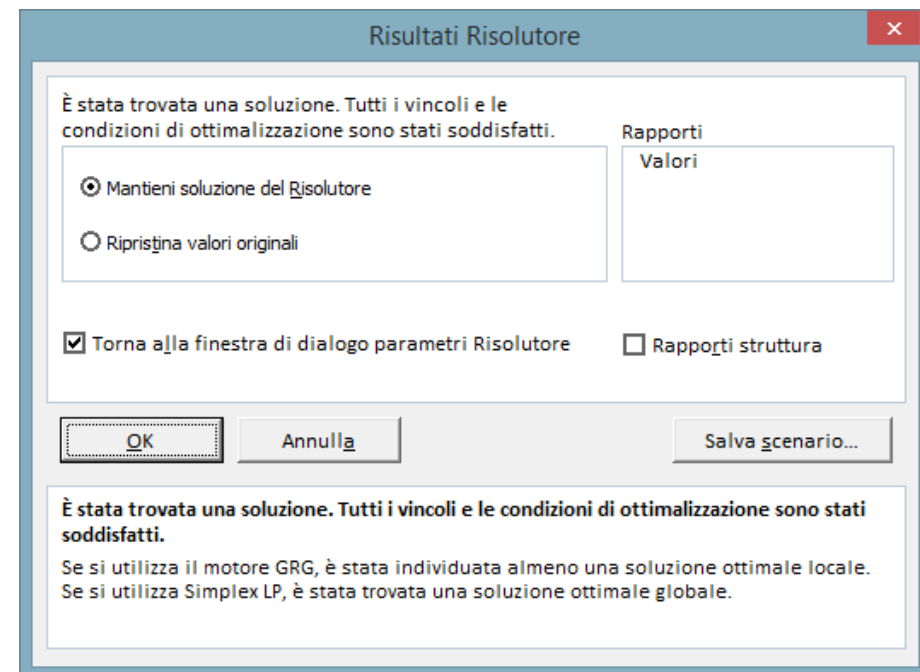 Risultati Risolutore
È stata trovata una soluzione. Tutti i vincoli e le
condizioni di ottimalizzazione sono stati soddisfatti.
Rapporti
Valori
Mantieni soluzione del Risolutore
Ripristina valori originali
Torna alla finestra di dialogo parametri Risolutore
Rapporti struttura
OK
Annulla
Salva scenario...
È stata trovata una soluzione. Tutti i vincoli e le condizioni di ottimalizzazione sono stati
soddisfatti.
Se si utilizza il motore GRG, è stata individuata almeno una soluzione ottimale locale.
Se si utilizza Simplex LP, è stata trovata una soluzione ottimale globale.